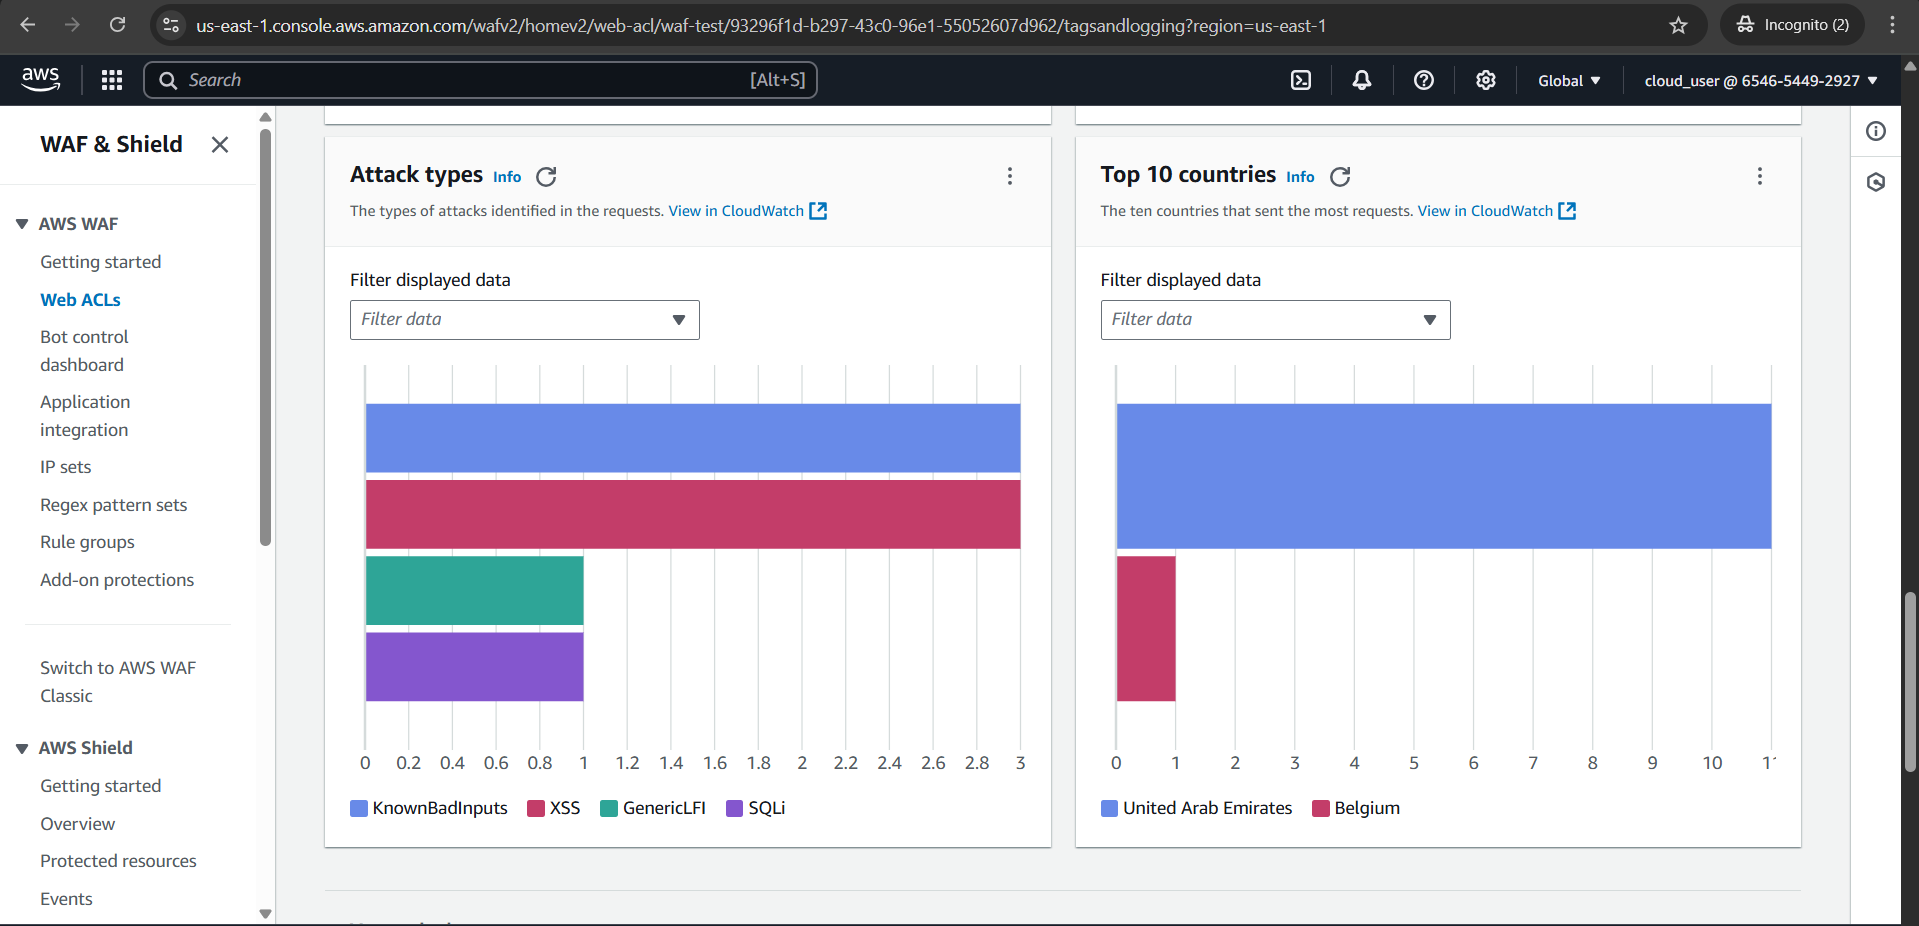 us-east-1.console.aws.amazon.com/wafv2/homev2/web-acl/waf-test/93296f1d-b297-43c0-96e1-55052607d962/tagsandlogging?region=us-east-1
Incognito (2)
aws
Search
[Alt+S]
Global
cloud_user @ 6546-5449-2927
WAF & Shield
AWS WAF
Getting started
Web ACLs
Bot control
dashboard
Application
integration
IP sets
Regex pattern sets
Rule groups
Add-on protections
Switch to AWS WAF
Classic
AWS Shield
Getting started
Overview
Protected resources
Events
Attack types Info
The types of attacks identified in the requests. View in CloudWatch
Filter displayed data
Filter data
0 0.2 0.4 0.6 0.8 1 1.2 1.4 1.6 1.8 2 2.2 2.4 2.6 2.8 3
KnownBadInputs XSS GenericLFI SQLi
Top 10 countries Info
The ten countries that sent the most requests. View in CloudWatch
Filter displayed data
Filter data
0 1 2 3 4 5 6 7 8 9 10
United Arab Emirates Belgium